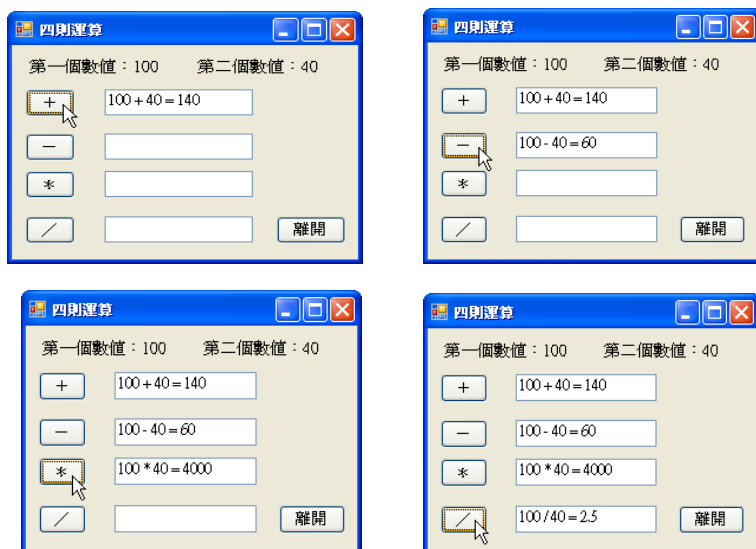 四則運算
第一個數值：100 第二個數值：40
+ 100 + 40 = 140
－
*
／ 離開
四則運算
第一個數值：100 第二個數值：40
+ 100 + 40 = 140
－ 100 - 40 = 60
*
／ 離開
四則運算
第一個數值：100 第二個數值：40
+ 100 + 40 = 140
－ 100 - 40 = 60
* 100 * 40 = 4000
／ 離開
四則運算
第一個數值：100 第二個數值：40
+ 100 + 40 = 140
－ 100 - 40 = 60
* 100 * 40 = 4000
／ 100 / 40 = 2.5 離開